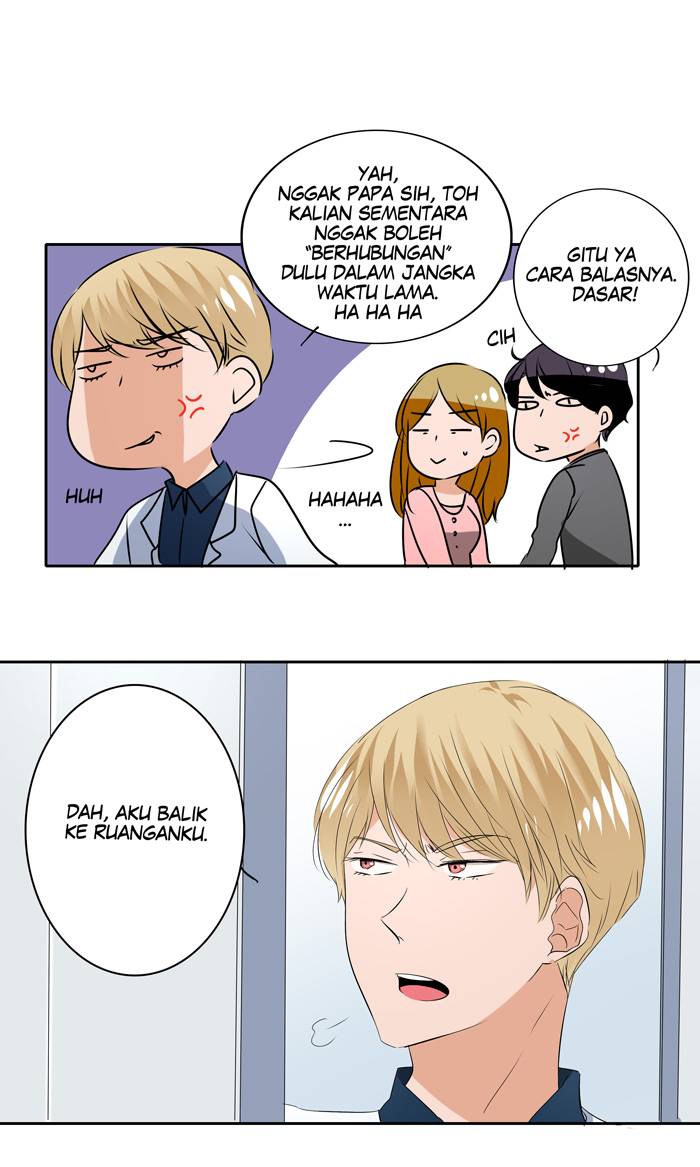 YAH,
NGGAK PAPA SIH, TOH
KALIAN SEMENTARA
NGGAK BOLEH
"BERHUBUNGAN"
DULU DALAM JANGKA
WAKTU LAMA.
HA HA HA
GITU YA
CARA BALASNYA.
DASAR!
CIH
HUH
HAHAHA
...
DAH, AKU BALIK
KE RUANGANKU.